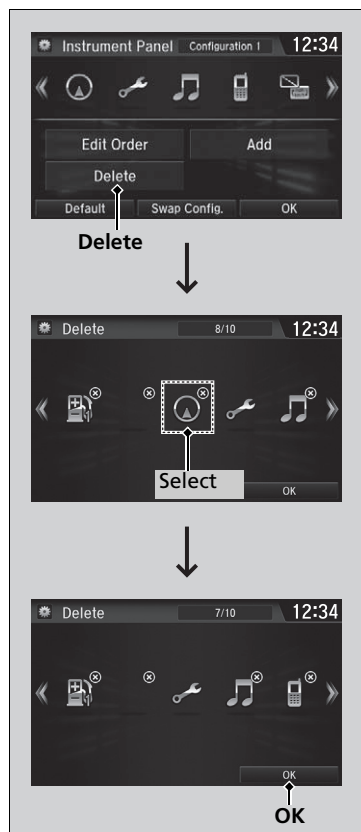 Instrument Panel Configuration 1 12:34
Edit Order Add
Delete
Default Swap Config. OK
Delete
Delete 8/10 12:34
Select
OK
Delete 7/10 12:34
OK
OK